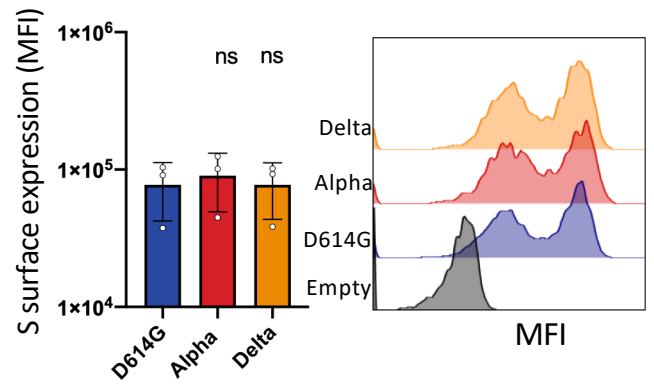 S surface expression (MFI)
1×10⁶
1×10⁵
1×10⁴
ns ns
D614G
Alpha
Delta
Delta
Alpha
D614G
Empty
MFI